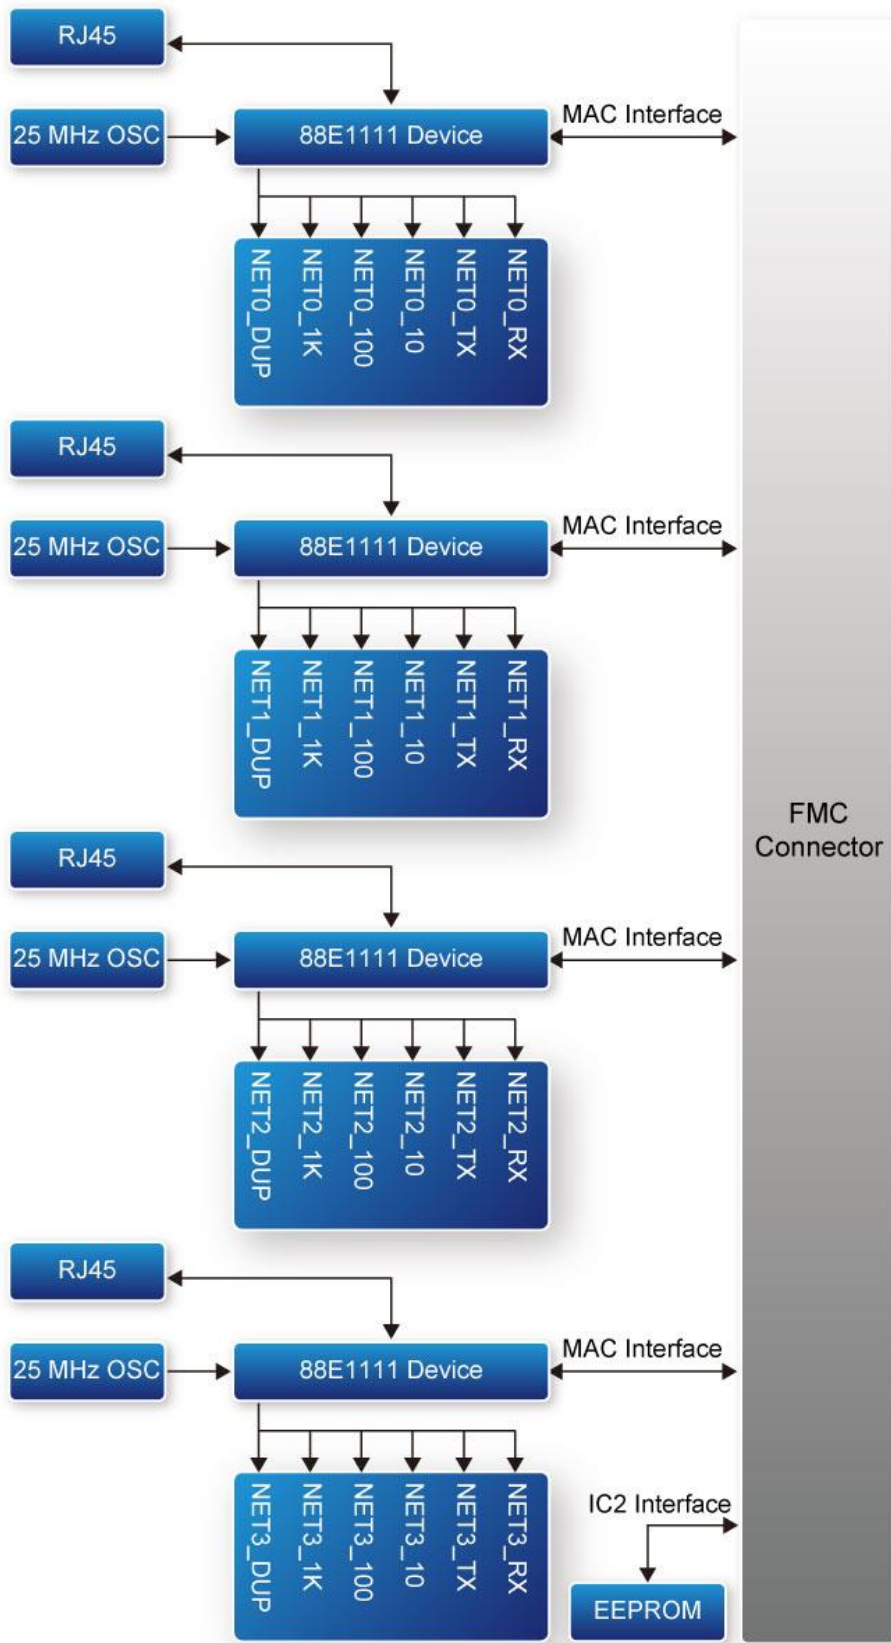 RJ45
25 MHz OSC
88E1111 Device
MAC Interface
NET0_DUP
NET0_1K
NET0_100
NET0_10
NET0_TX
NET0_RX
RJ45
25 MHz OSC
88E1111 Device
MAC Interface
NET1_DUP
NET1_1K
NET1_100
NET1_10
NET1_TX
NET1_RX
FMC
Connector
RJ45
25 MHz OSC
88E1111 Device
MAC Interface
NET2_DUP
NET2_1K
NET2_100
NET2_10
NET2_TX
NET2_RX
RJ45
25 MHz OSC
88E1111 Device
MAC Interface
NET3_DUP
NET3_1K
NET3_100
NET3_10
NET3_TX
NET3_RX
IC2 Interface
EEPROM